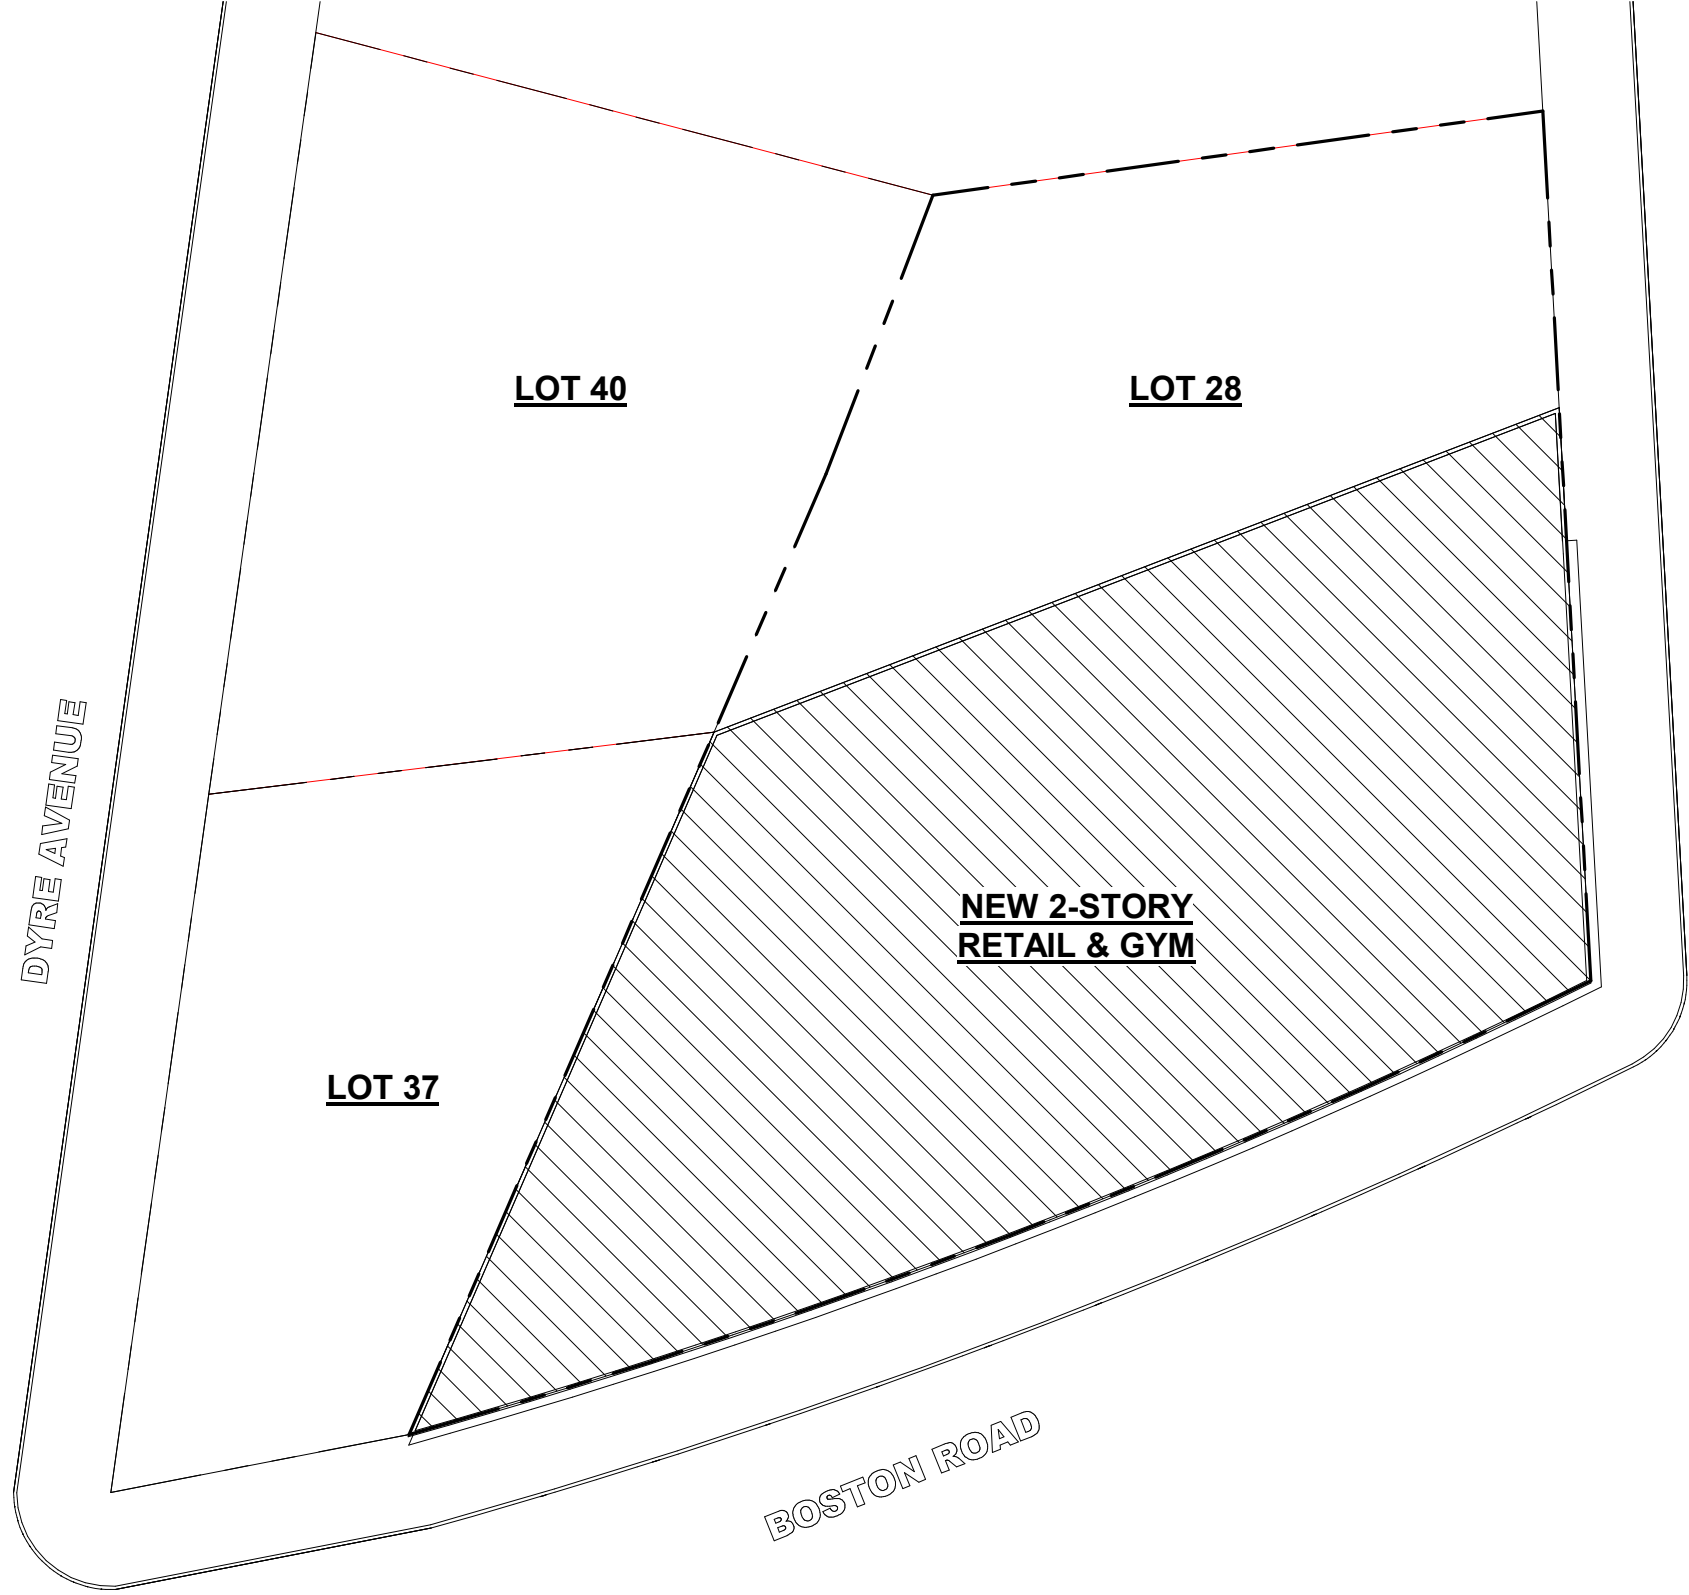 LOT 40
LOT 28
DYRE AVENUE
NEW 2-STORY
RETAIL & GYM
LOT 37
BOSTON ROAD